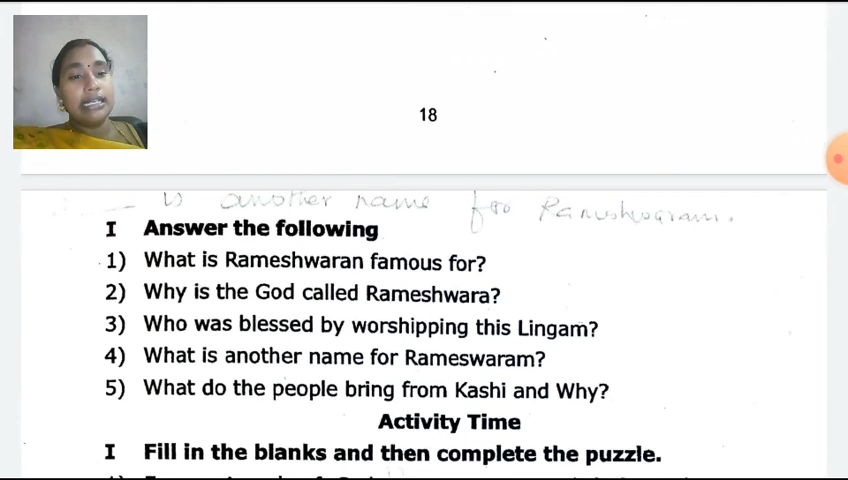 18
is another name for Rameshwaram.
I Answer the following
1) What is Rameshwaran famous for?
2) Why is the God called Rameshwara?
3) Who was blessed by worshipping this Lingam?
4) What is another name for Rameswaram?
5) What do the people bring from Kashi and Why?
Activity Time
I Fill in the blanks and then complete the puzzle.